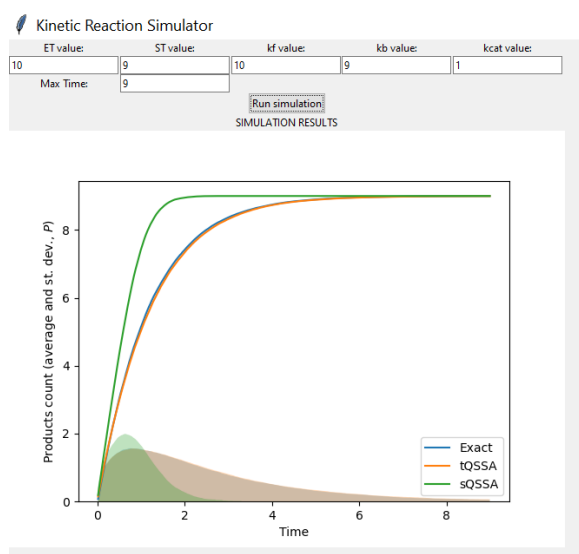 Kinetic Reaction Simulator
ET value: ST value: kf value: kb value: kcat value:
10 9 10 9 1
Max Time: 9
Run simulation
SIMULATION RESULTS
Products count (average and st. dev., P)
8
6
4
2
0
Exact
tQSSA
sQSSA
0 2 4 6 8
Time